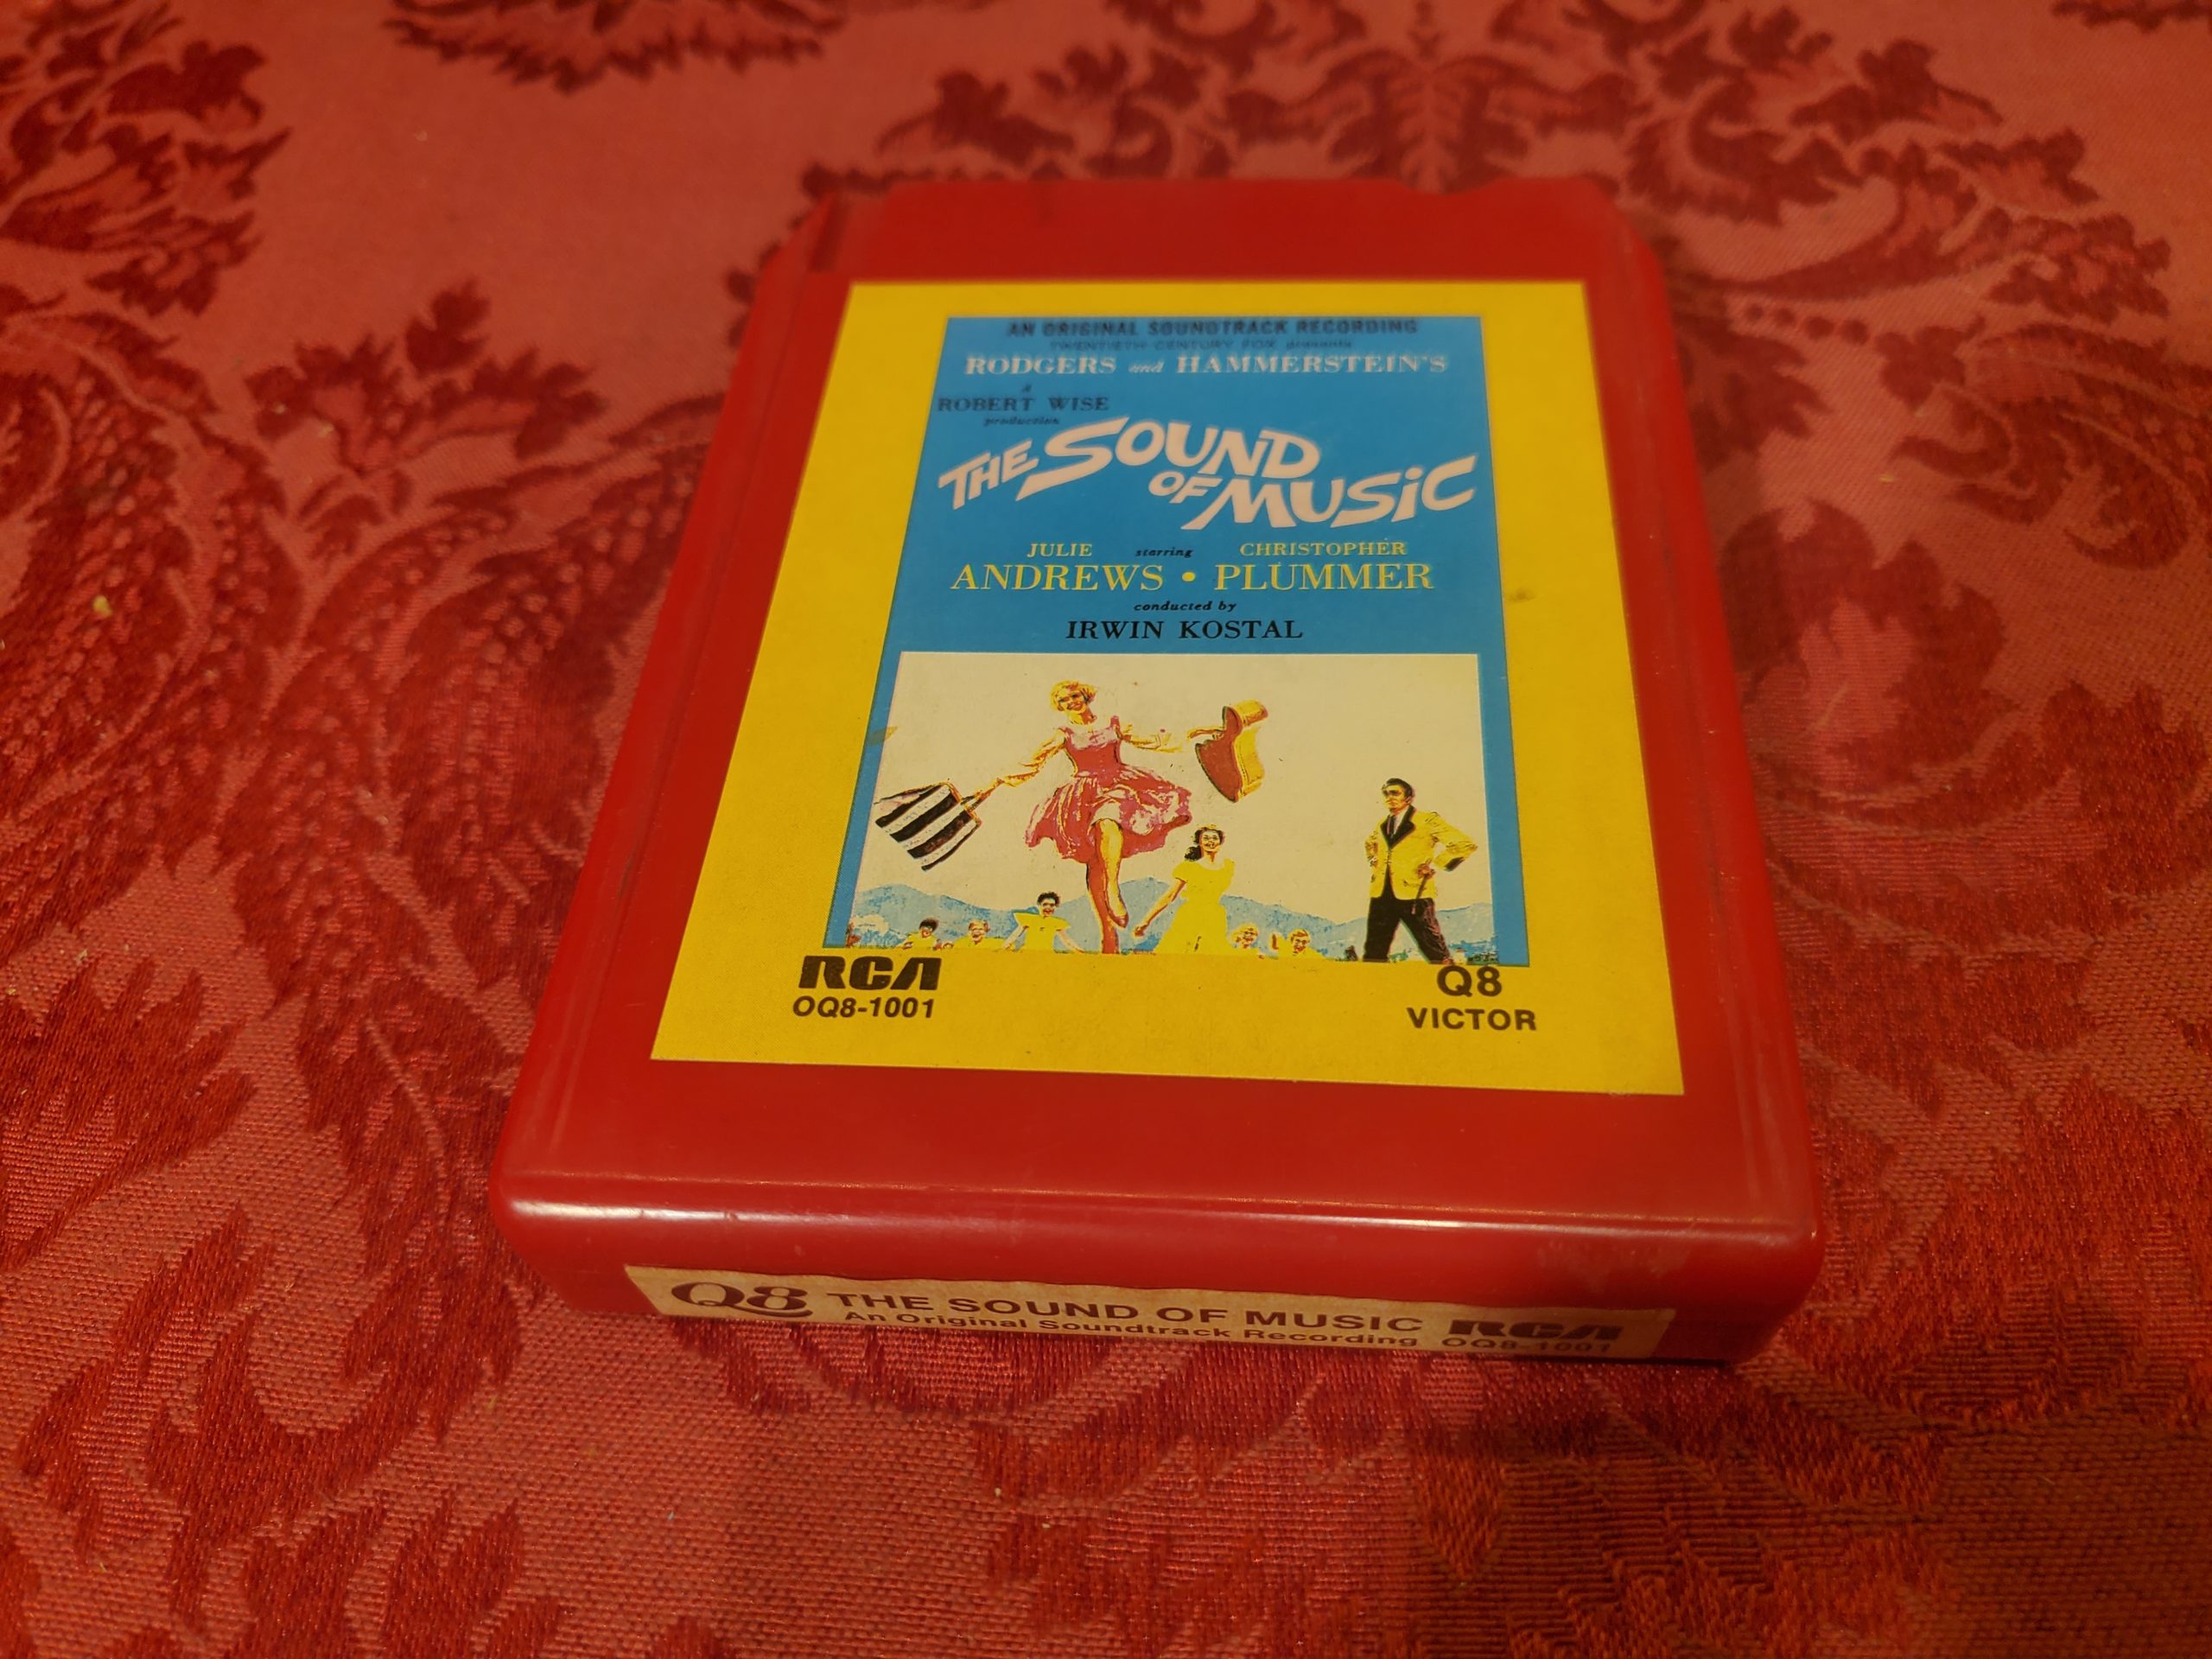 AN ORIGINAL SOUNDTRACK RECORDING
TWENTIETH CENTURY FOX presents
RODGERS and HAMMERSTEIN'S
A
ROBERT WISE
production
THE SOUND
OF MUSIC
JULIE starring CHRISTOPHER
ANDREWS • PLUMMER
conducted by
IRWIN KOSTAL
RCA
OQ8-1001
Q8
VICTOR
Q8 THE SOUND OF MUSIC RCA
An Original Soundtrack Recording OQ8-1001